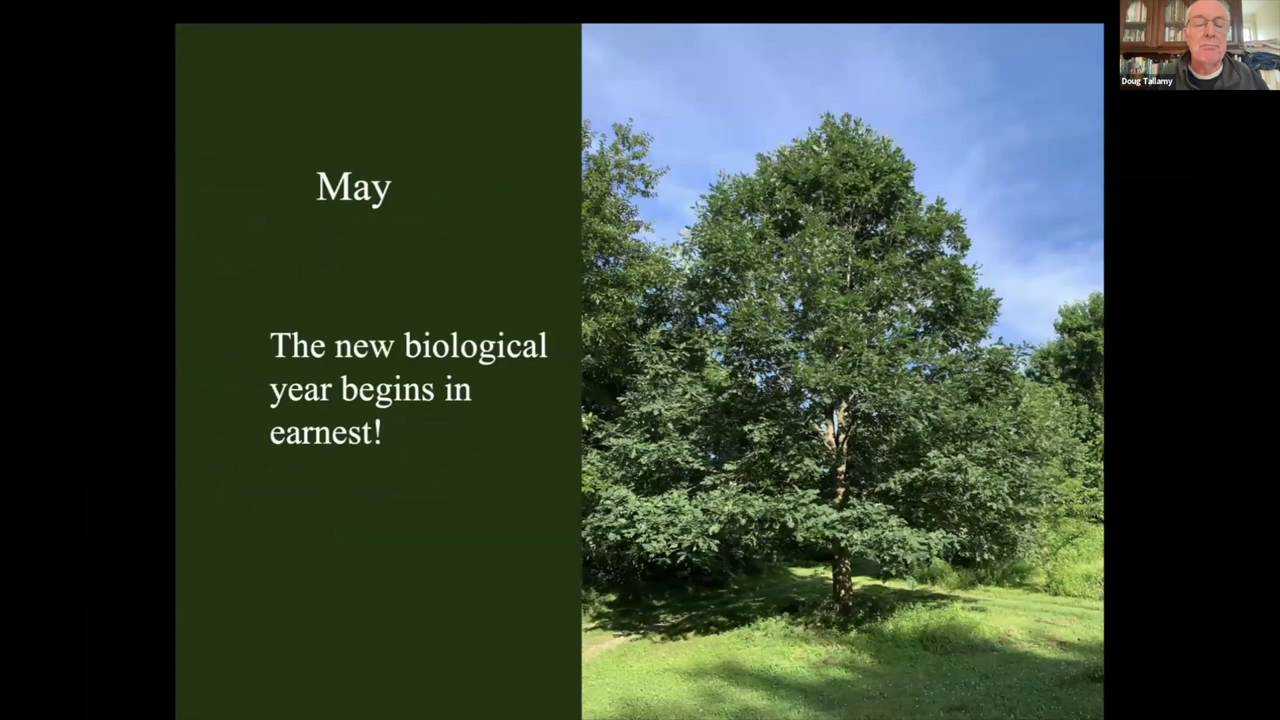 May
The new biological
year begins in
earnest!
Doug Tallamy